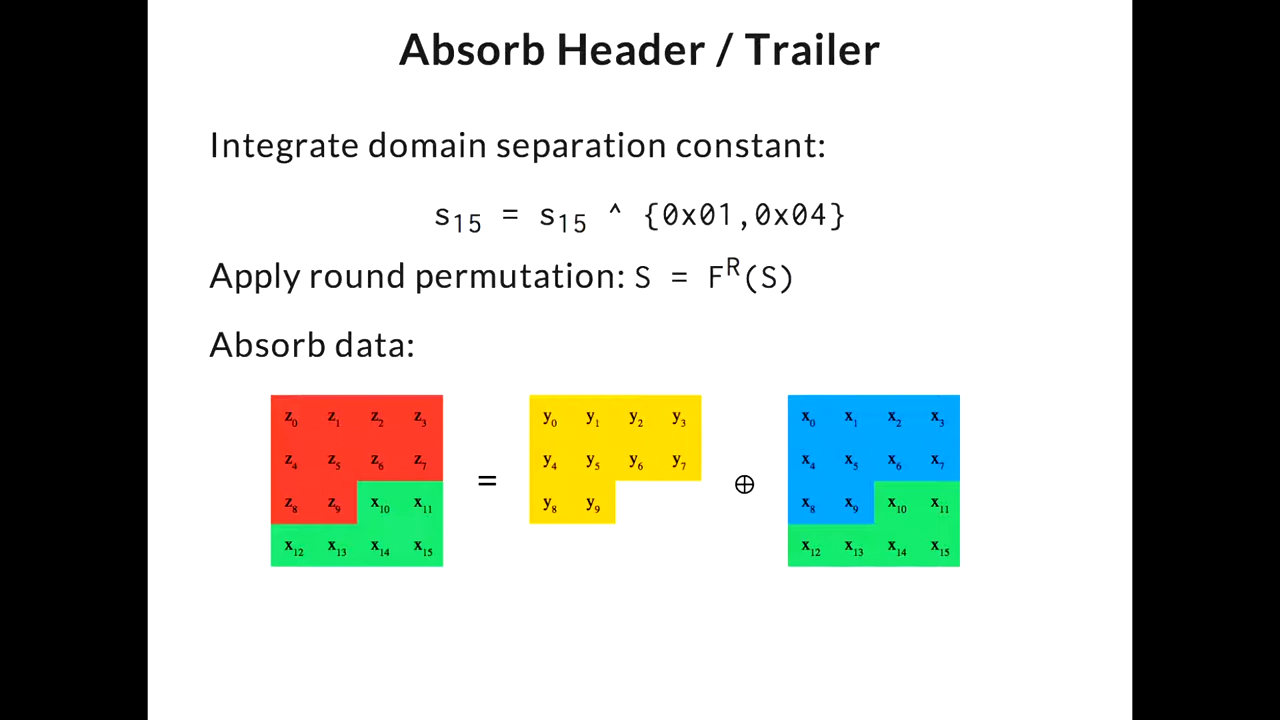 Absorb Header / Trailer
Integrate domain separation constant:
s₁₅ = s₁₅ ^ {0x01,0x04}
Apply round permutation: S = Fᴿ(S)
Absorb data:
z₀ z₁ z₂ z₃ y₀ y₁ y₂ y₃ x₀ x₁ x₂ x₃
z₄ z₅ z₆ z₇ y₄ y₅ y₆ y₇ x₄ x₅ x₆ x₇
= ⊕
z₈ z₉ x₁₀ x₁₁ y₈ y₉ x₈ x₉ x₁₀ x₁₁
x₁₂ x₁₃ x₁₄ x₁₅ x₁₂ x₁₃ x₁₄ x₁₅